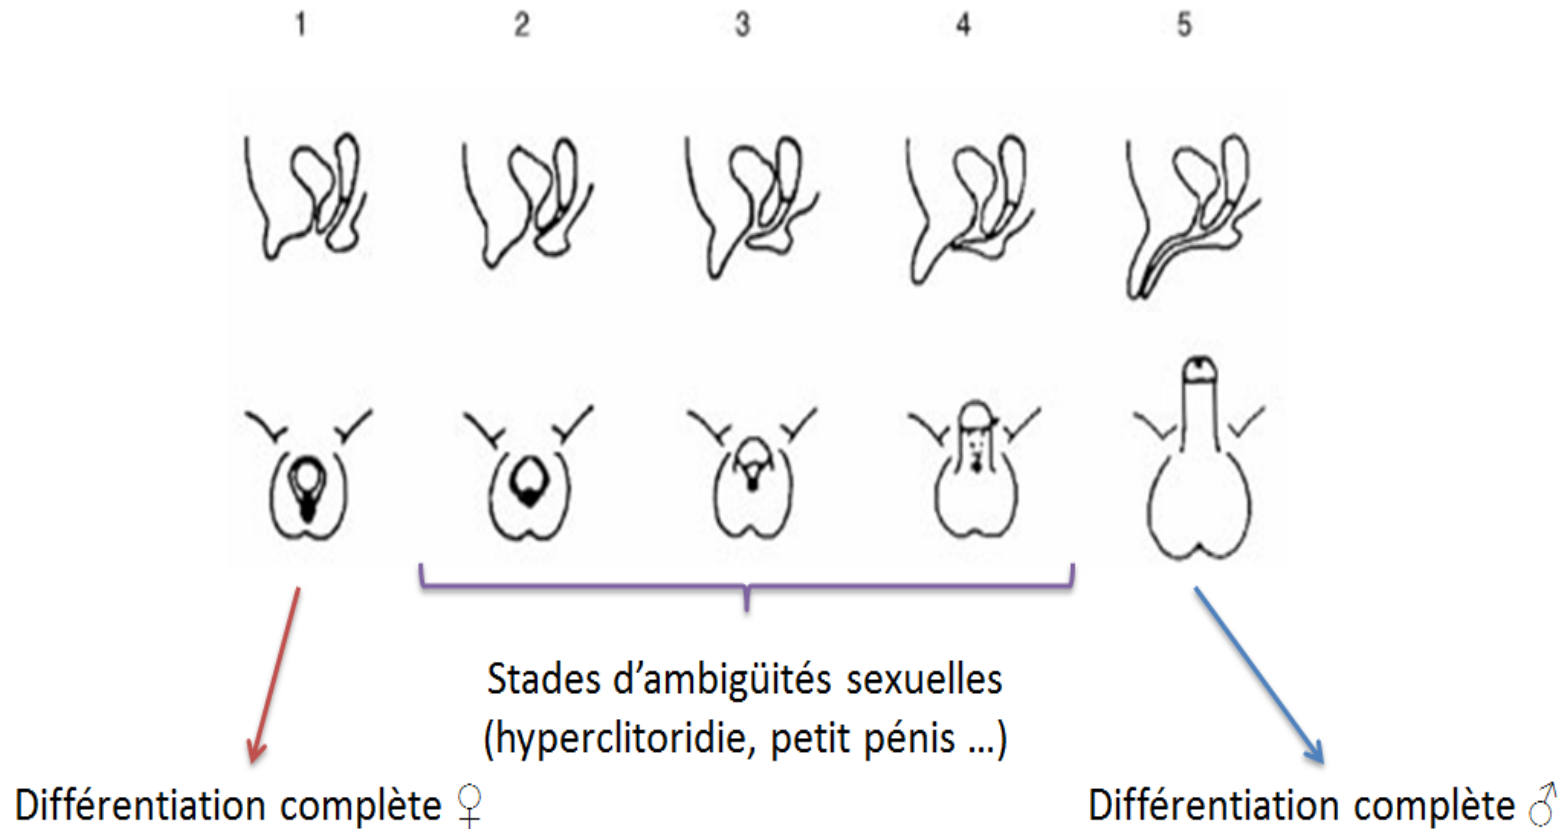 1 2 3 4 5
Stades d’ambigüités sexuelles
(hyperclitoridie, petit pénis ...)
Différentiation complète ♀
Différentiation complète ♂